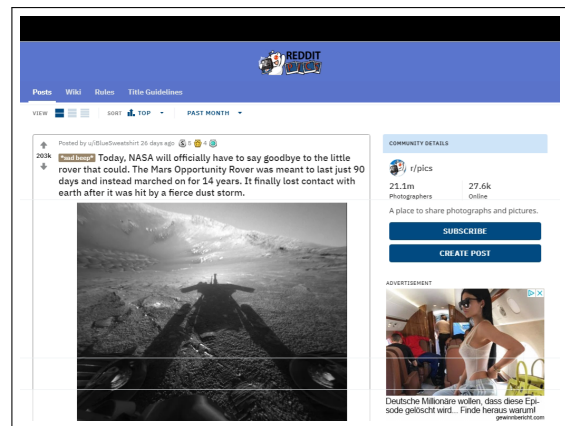 REDDIT
Posts Wiki Rules Title Guidelines
VIEW SORT TOP PAST MONTH
Posted by u/iBlueSweatshirt 26 days ago 5 4
203k
*sad beep* Today, NASA will officially have to say goodbye to the little
rover that could. The Mars Opportunity Rover was meant to last just 90
days and instead marched on for 14 years. It finally lost contact with
earth after it was hit by a fierce dust storm.
COMMUNITY DETAILS
r/pics
21.1m 27.6k
Photographers Online
A place to share photographs and pictures.
SUBSCRIBE
CREATE POST
ADVERTISEMENT
Deutsche Millionäre wollen, dass diese Epi-
sode gelöscht wird... Finde heraus warum!
gewinnbericht.com